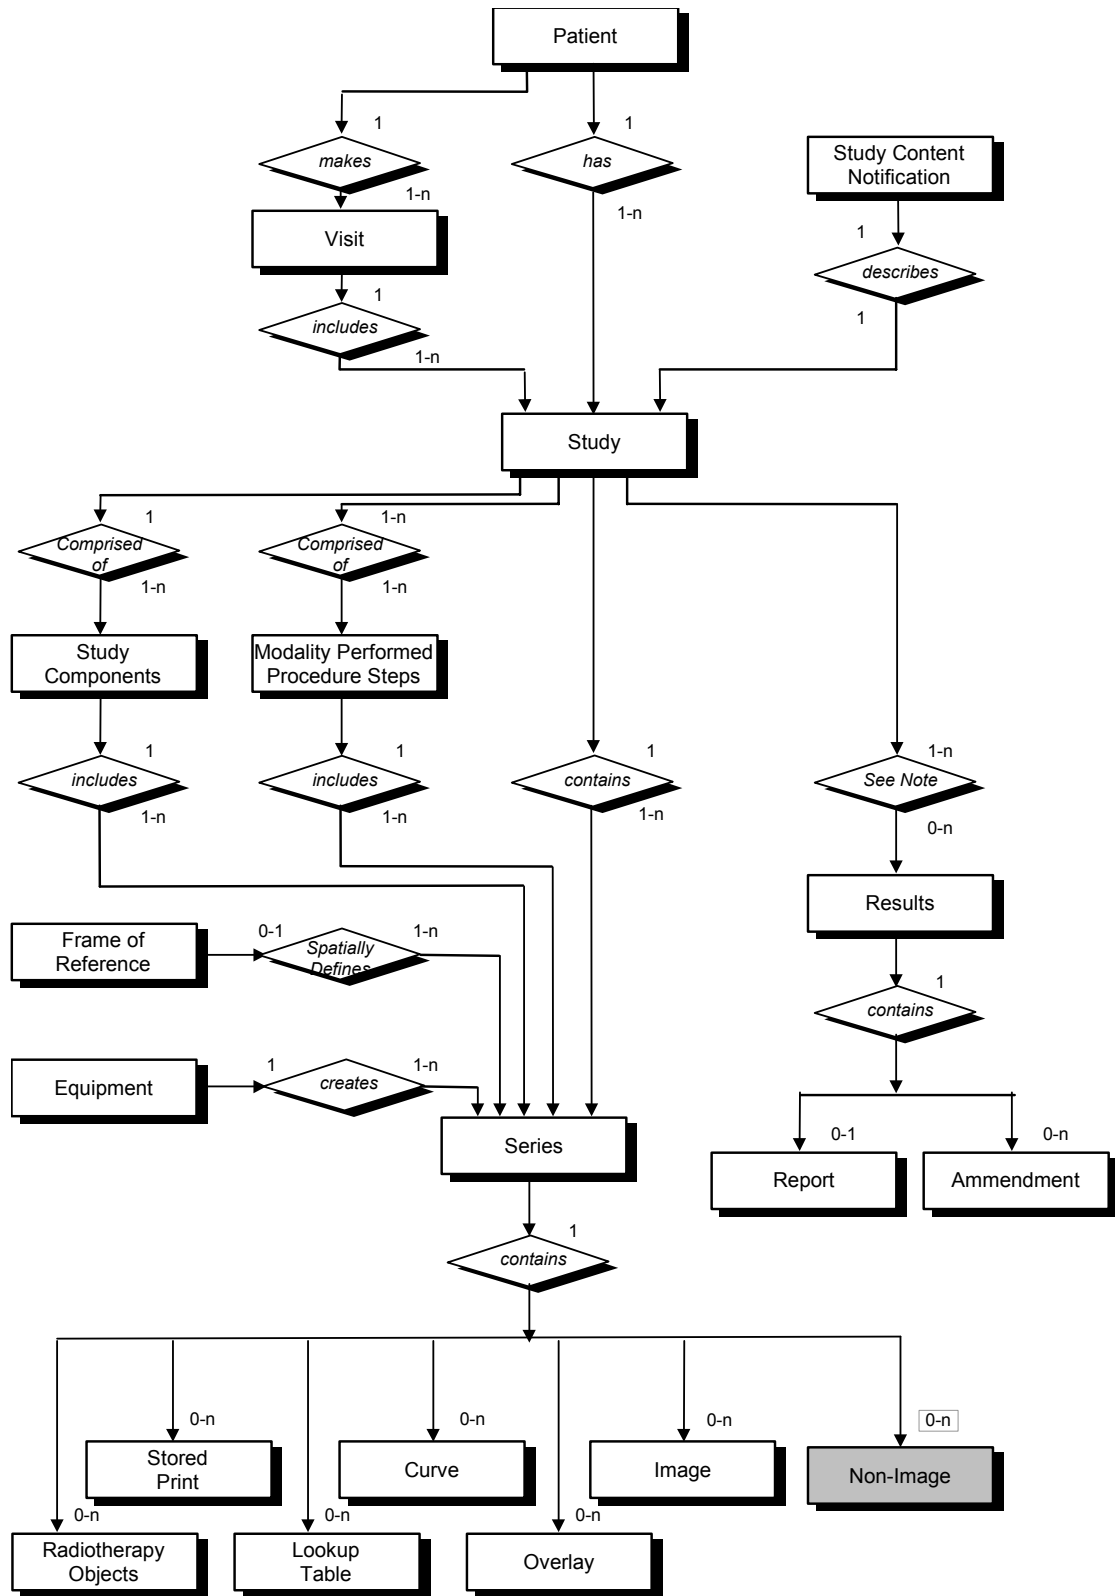 Patient
1
1
makes
has
Study Content
Notification
1-n
1-n
Visit
1
describes
1
1
includes
1-n
Study
1
1-n
Comprised
of
Comprised
of
1-n
1-n
Study
Components
Modality Performed
Procedure Steps
1
1
1
1-n
includes
includes
contains
See Note
1-n
1-n
1-n
0-n
Results
Frame of
Reference
0-1
Spatially
Defines
1-n
1
contains
Equipment
1
creates
1-n
Series
0-1
0-n
Report
Ammendment
1
contains
0-n
0-n
0-n
0-n
Stored
Print
Curve
Image
Non-Image
0-n
0-n
0-n
Radiotherapy
Objects
Lookup
Table
Overlay